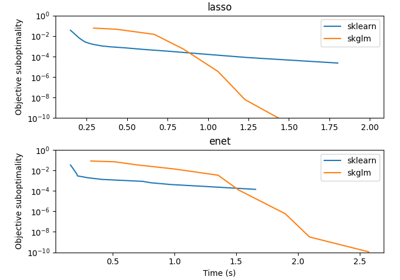 lasso
Objective suboptimality
10^0
10^-2
10^-4
10^-6
10^-8
10^-10
sklearn
skglm
0.25 0.50 0.75 1.00 1.25 1.50 1.75 2.00
enet
Objective suboptimality
10^0
10^-2
10^-4
10^-6
10^-8
10^-10
sklearn
skglm
0.5 1.0 1.5 2.0 2.5
Time (s)